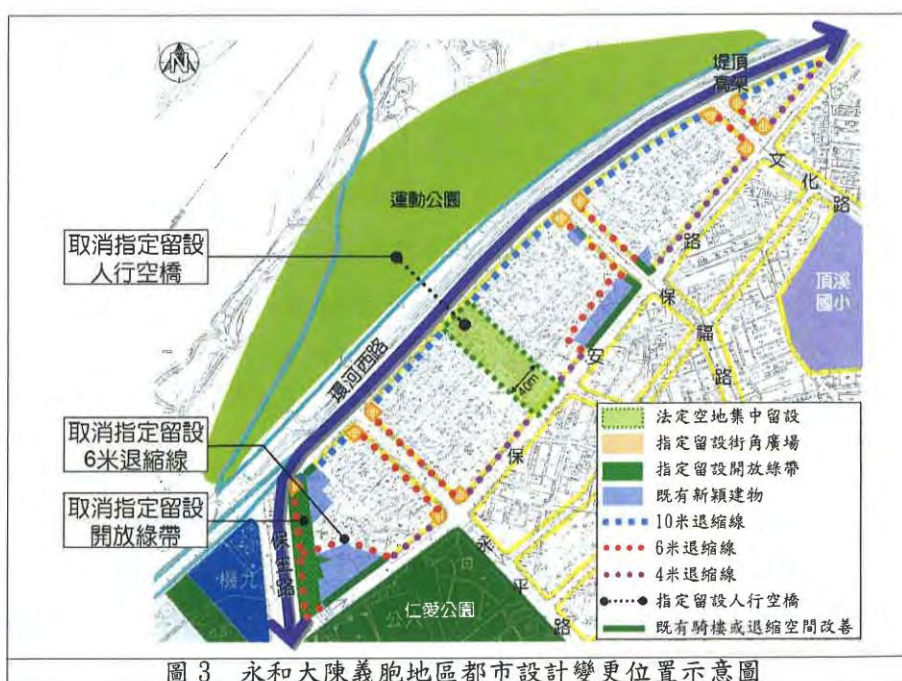 N
堤頂
高架
文化路
運動公園
取消指定留設
人行空橋
頂溪
國小
保福路
環河西路
40m
保安路
取消指定留設
6米退縮線
取消指定留設
開放綠帶
保生路
機九
公
仁愛公園
永平路
法定空地集中留設
指定留設街角廣場
指定留設開放綠帶
既有新穎建物
10米退縮線
6米退縮線
4米退縮線
指定留設人行空橋
既有騎樓或退縮空間改善
圖 3 永和大陳義胞地區都市設計變更位置示意圖